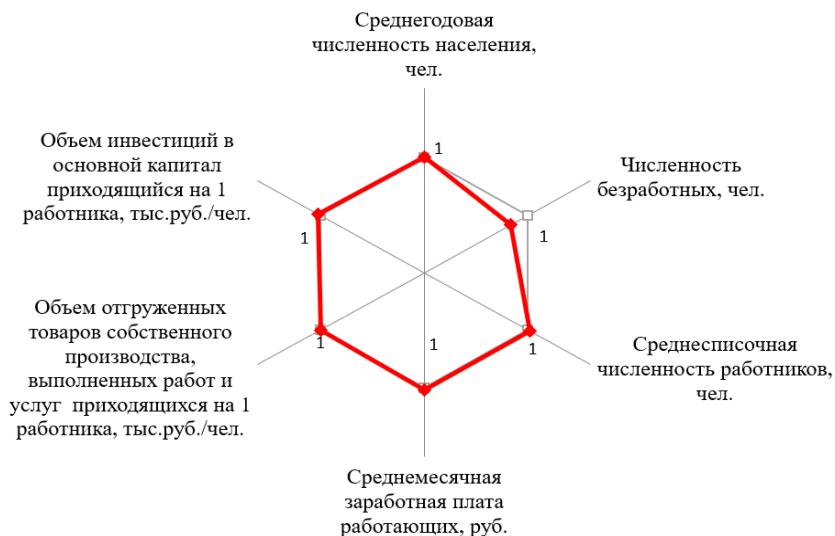 Среднегодовая
численность населения,
чел.
1
Численность
безработных, чел.
1
Среднесписочная
численность работников,
чел.
1
Среднемесячная
заработная плата
работающих, руб.
1
Объем отгруженных
товаров собственного
производства,
выполненных работ и
услуг приходящихся на 1
работника, тыс.руб./чел.
1
Объем инвестиций в
основной капитал
приходящийся на 1
работника, тыс.руб./чел.
1